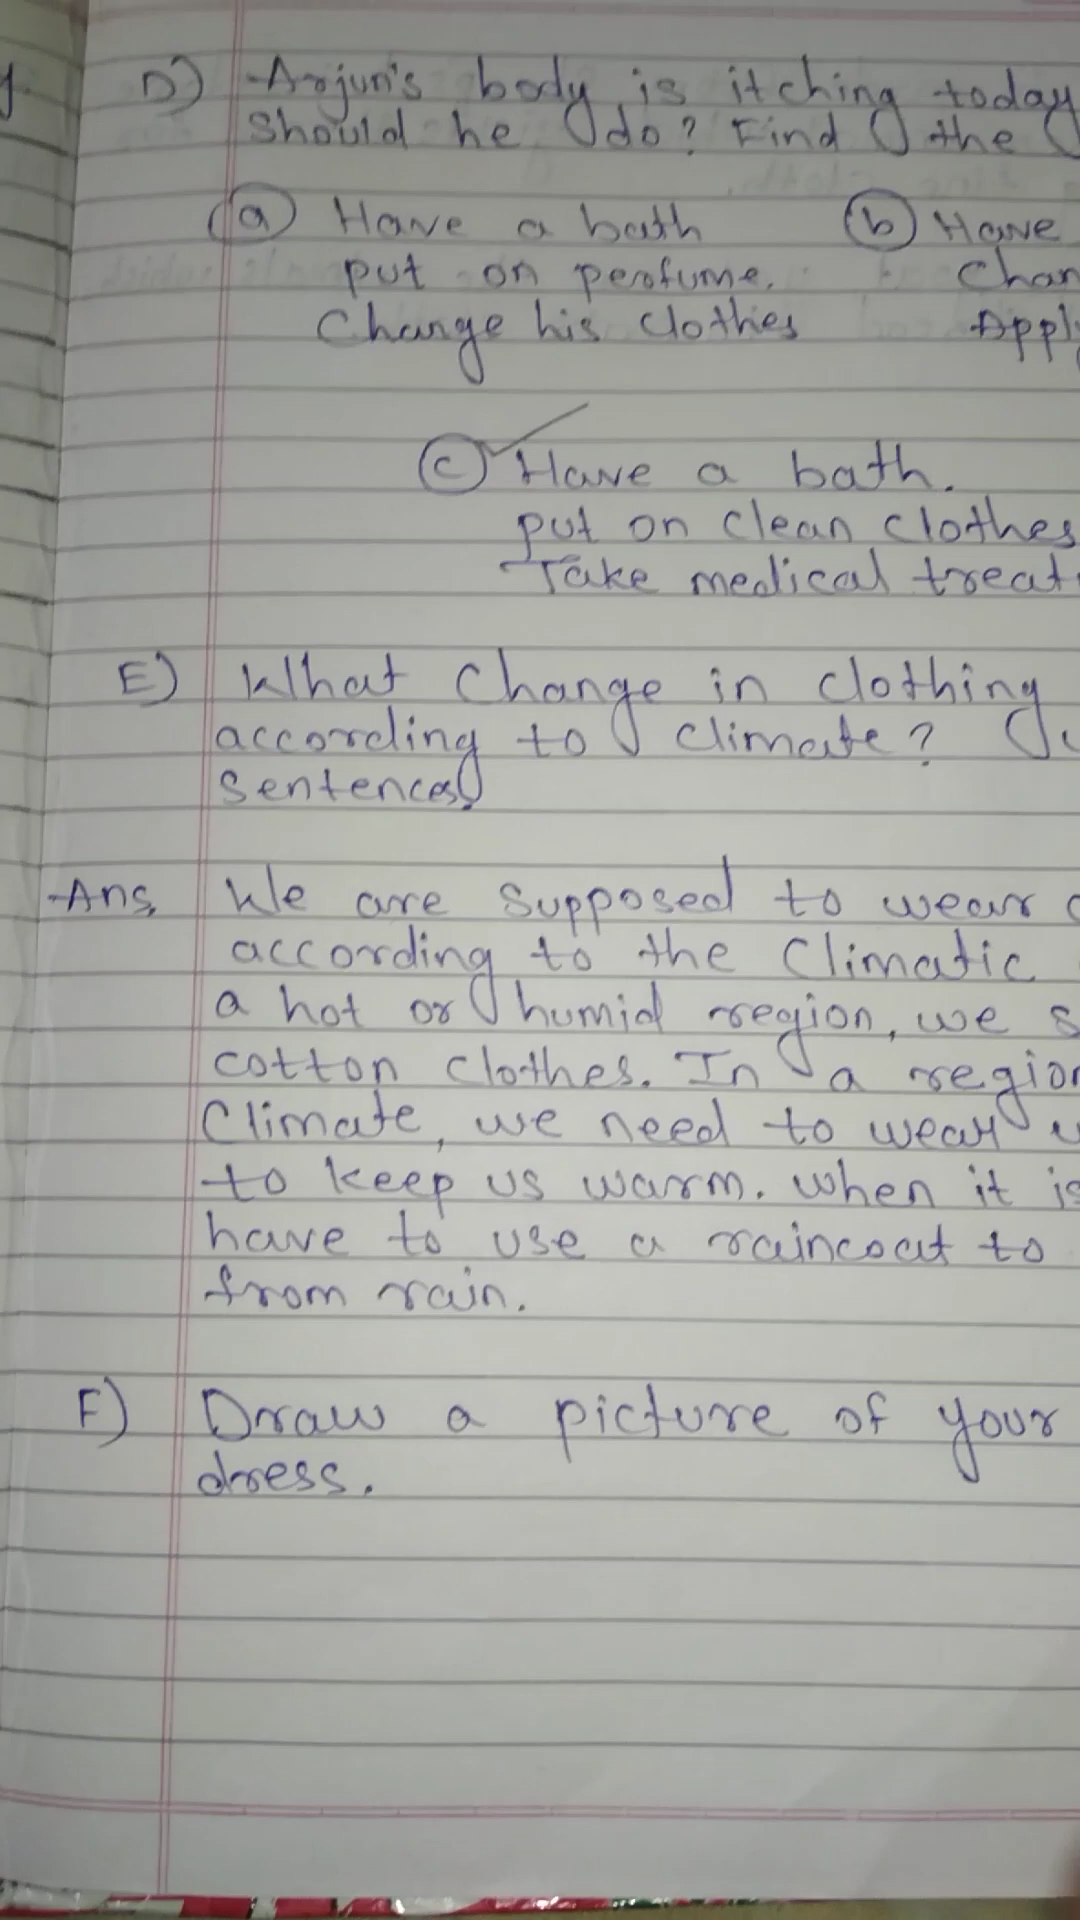 D) Arjun's body is itching today
should he do? Find the
(a) Have a bath
put on perfume.
Change his clothes
(b) Have
Chan
Apply
(c) Have a bath.
put on clean clothes
Take medical treat
E) What change in clothing
according to climate?
sentences
Ans. We are supposed to wear
according to the climatic
a hot or humid region, we s
cotton clothes. In a region
Climate, we need to wear
to keep us warm. when it is
have to use a raincoat to
from rain.
F) Draw a picture of your
dress.